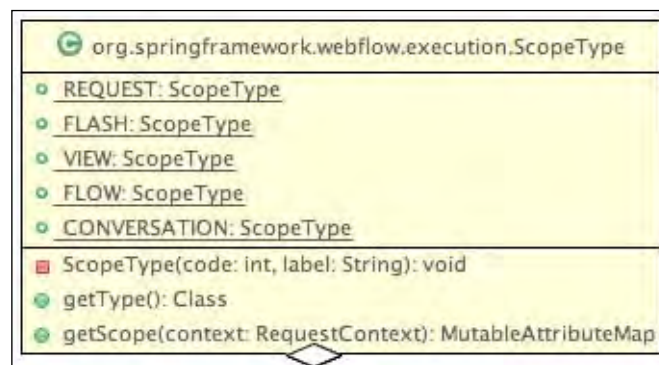 C org.springframework.webflow.execution.ScopeType
REQUEST: ScopeType
FLASH: ScopeType
VIEW: ScopeType
FLOW: ScopeType
CONVERSATION: ScopeType
ScopeType(code: int, label: String): void
getType(): Class
getScope(context: RequestContext): MutableAttributeMap